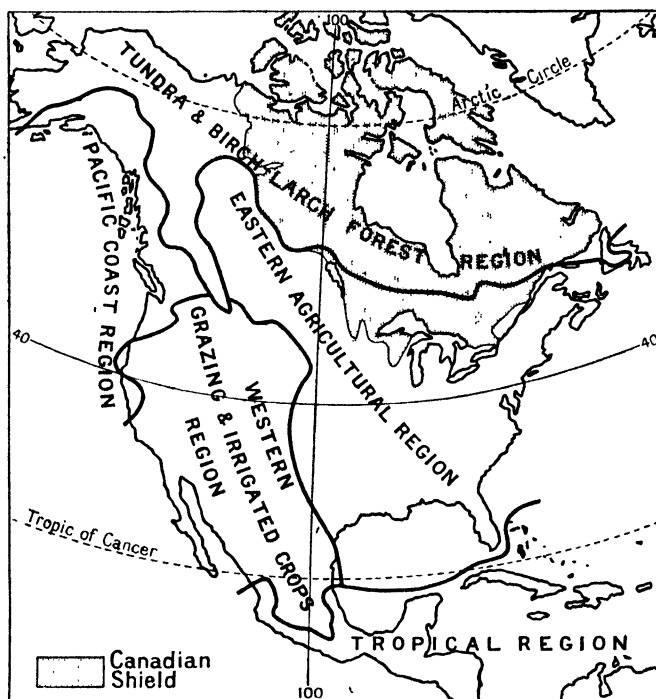 100
Arctic Circle
TUNDRA & BIRCH-LARCH FOREST REGION
PACIFIC COAST REGION
EASTERN AGRICULTURAL REGION
40
40
WESTERN
GRAZING & IRRIGATED CROPS
REGION
Tropic of Cancer
TROPICAL REGION
Canadian
Shield
100